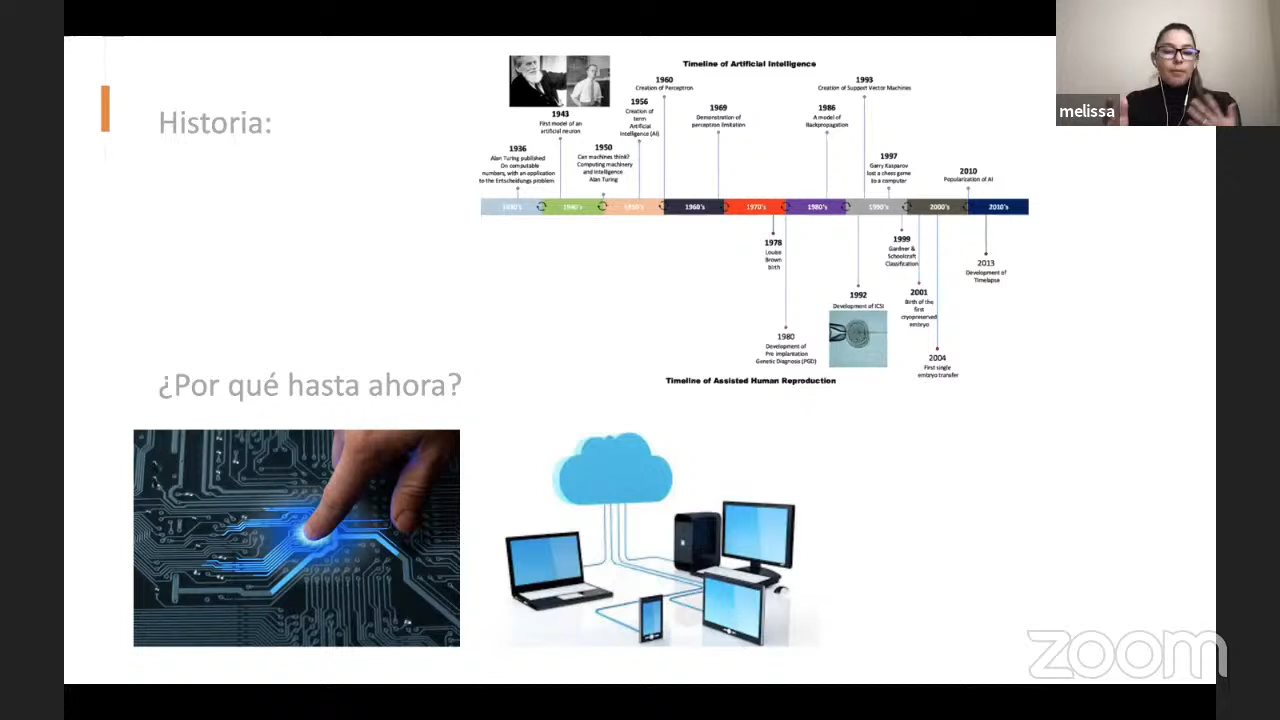 Historia:
Timeline of Artificial Intelligence
1936
Alan Turing published
On computable
numbers, with an application
to the Entscheidungs problem
1943
First model of an
artificial neuron
1950
Can machines think?
Computing machinery
and Intelligence
Alan Turing
1956
Creation of
term
Artificial
Intelligence (AI)
1960
Creation of Perceptron
1969
Demonstration of
perceptron limitation
1986
A model of
Backpropagation
1993
Creation of Support Vector Machines
1997
Garry Kasparov
lost a chess game
to a computer
2010
Popularization of AI
1930's 1940's 1950's 1960's 1970's 1980's 1990's 2000's 2010's
1978
Louise
Brown
birth
1980
Development of
Pre implantation
Genetic Diagnosis (PGD)
1992
Development of ICSI
1999
Gardner &
Schoolcraft
Classification
2001
Birth of the
first
cryopreserved
embryo
2004
First single
embryo transfer
2013
Development of
Timelapse
Timeline of Assisted Human Reproduction
¿Por qué hasta ahora?
melissa
zoom